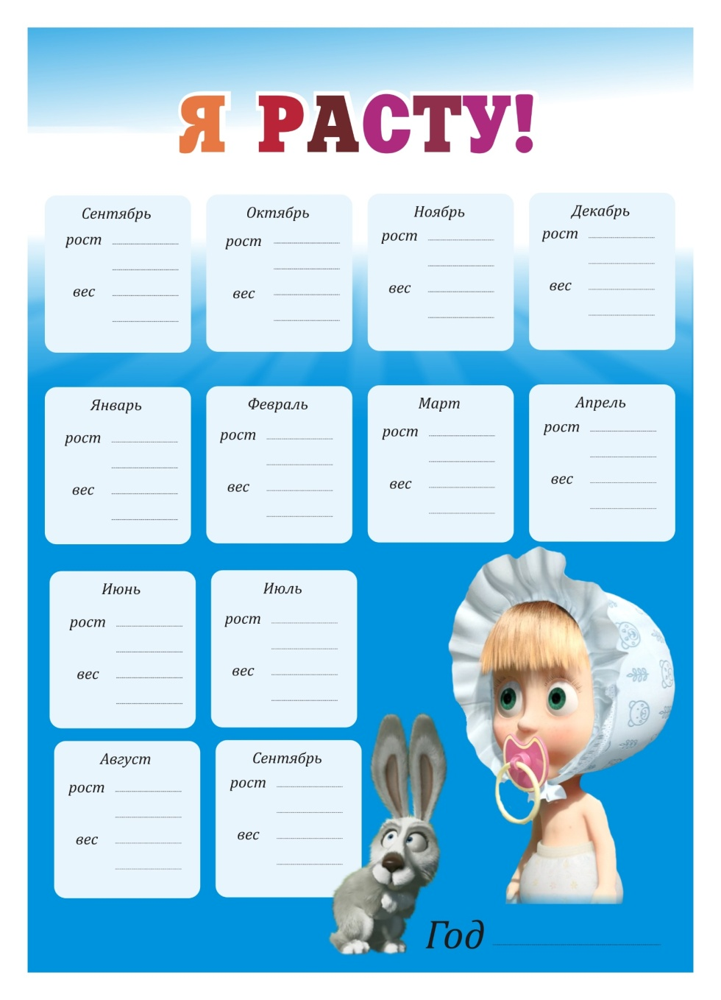 Я РАСТУ!
Сентябрь
рост
вес
Октябрь
рост
вес
Ноябрь
рост
вес
Декабрь
рост
вес
Январь
рост
вес
Февраль
рост
вес
Март
рост
вес
Апрель
рост
вес
Июнь
рост
вес
Июль
рост
вес
Август
рост
вес
Сентябрь
рост
вес
Год